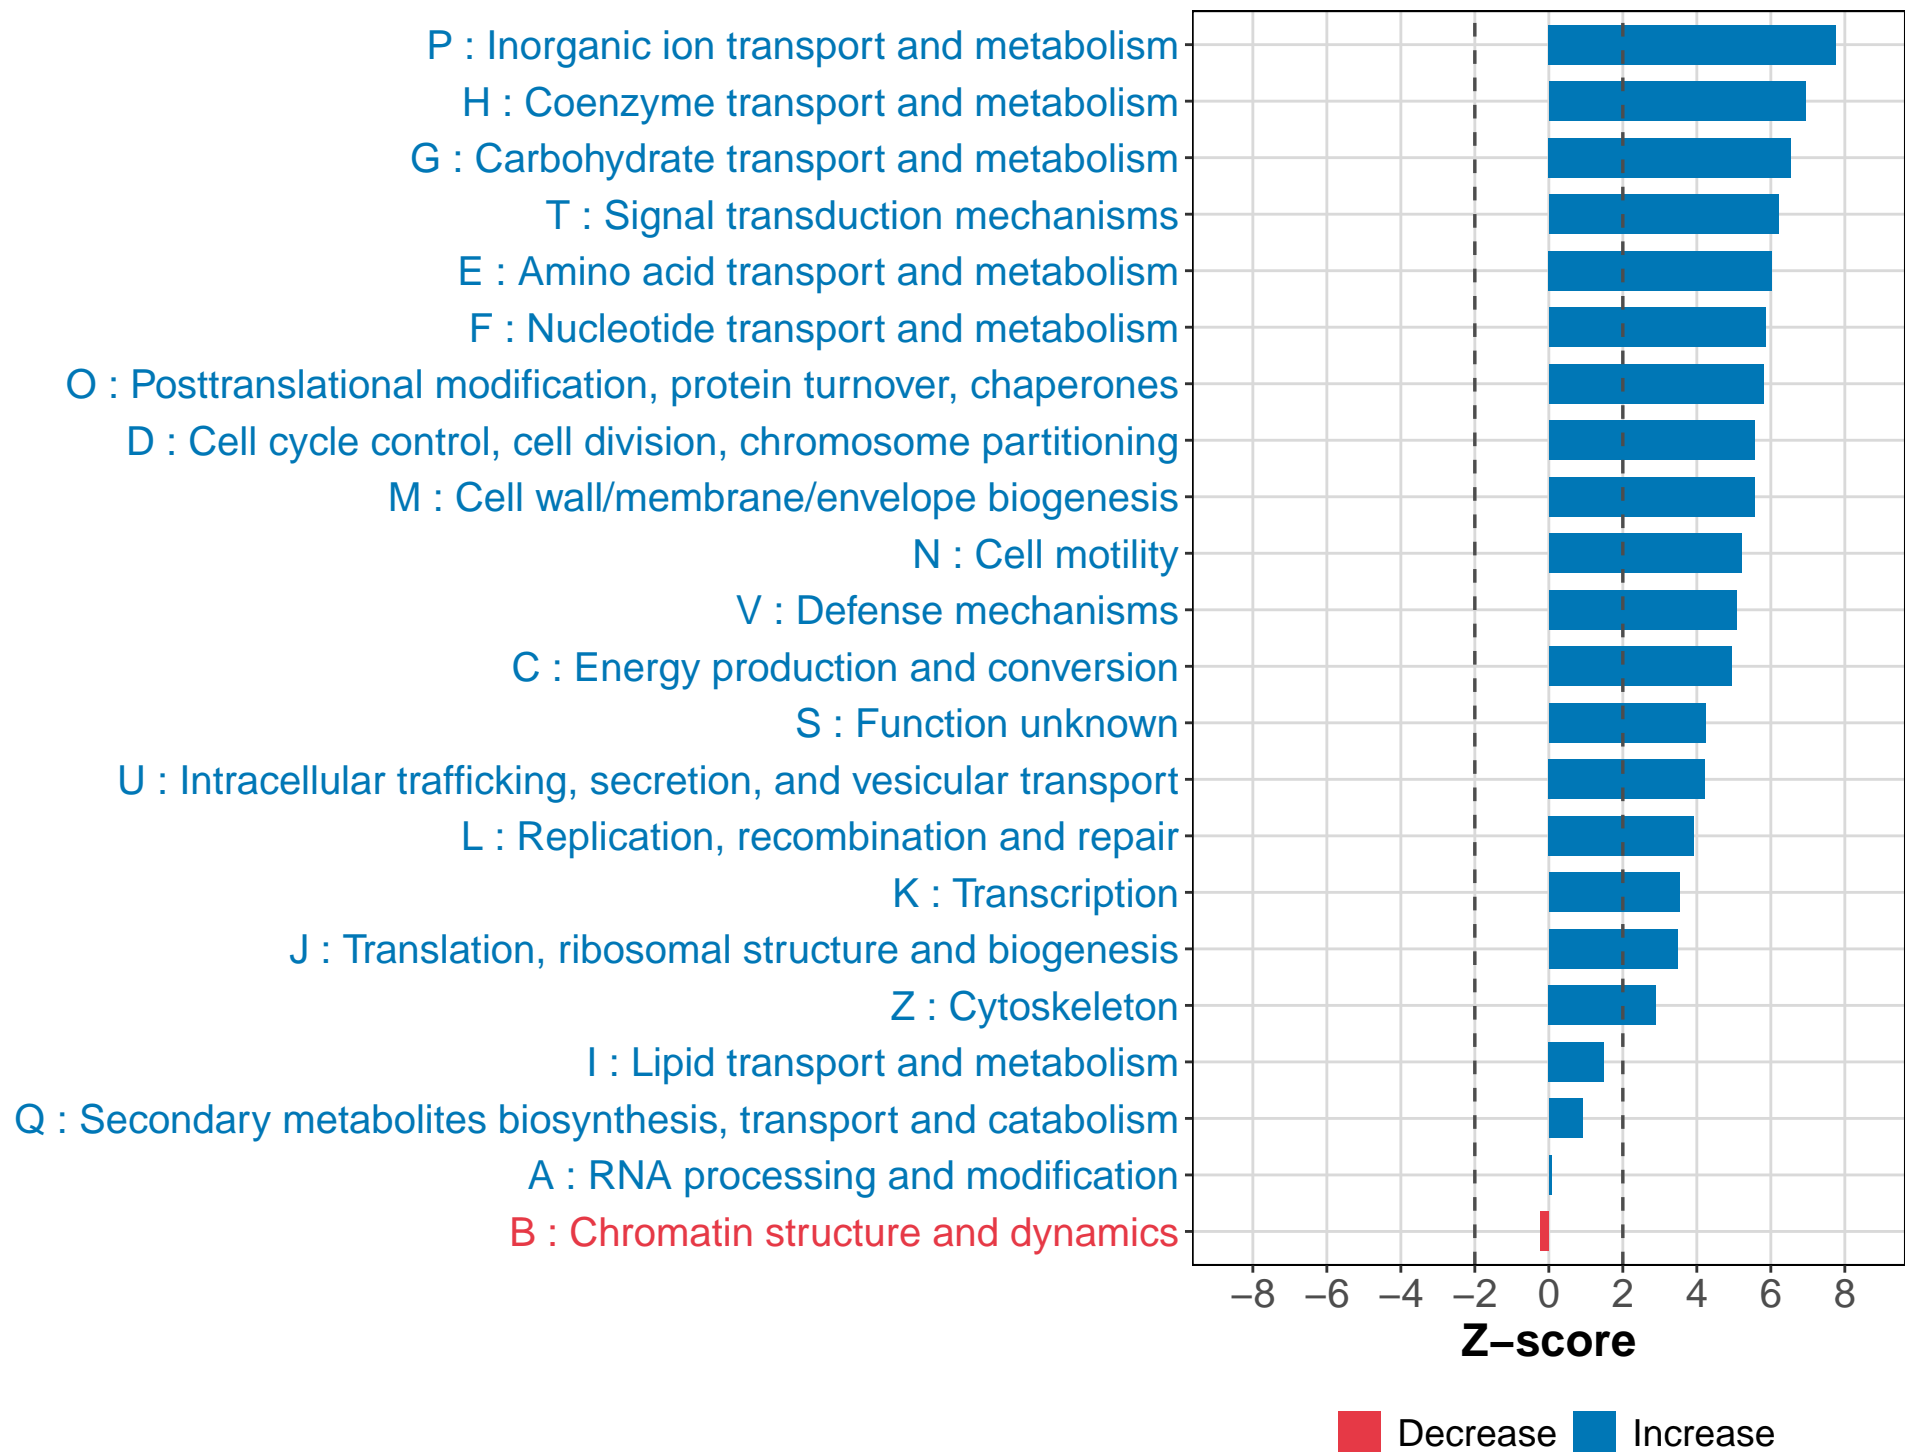 P : Inorganic ion transport and metabolism
H : Coenzyme transport and metabolism
G : Carbohydrate transport and metabolism
T : Signal transduction mechanisms
E : Amino acid transport and metabolism
F : Nucleotide transport and metabolism
O : Posttranslational modification, protein turnover, chaperones
D : Cell cycle control, cell division, chromosome partitioning
M : Cell wall/membrane/envelope biogenesis
N : Cell motility
V : Defense mechanisms
C : Energy production and conversion
S : Function unknown
U : Intracellular trafficking, secretion, and vesicular transport
L : Replication, recombination and repair
K : Transcription
J : Translation, ribosomal structure and biogenesis
Z : Cytoskeleton
I : Lipid transport and metabolism
Q : Secondary metabolites biosynthesis, transport and catabolism
A : RNA processing and modification
B : Chromatin structure and dynamics
−8 −6 −4 −2 0 2 4 6 8
Z−score
Decrease Increase